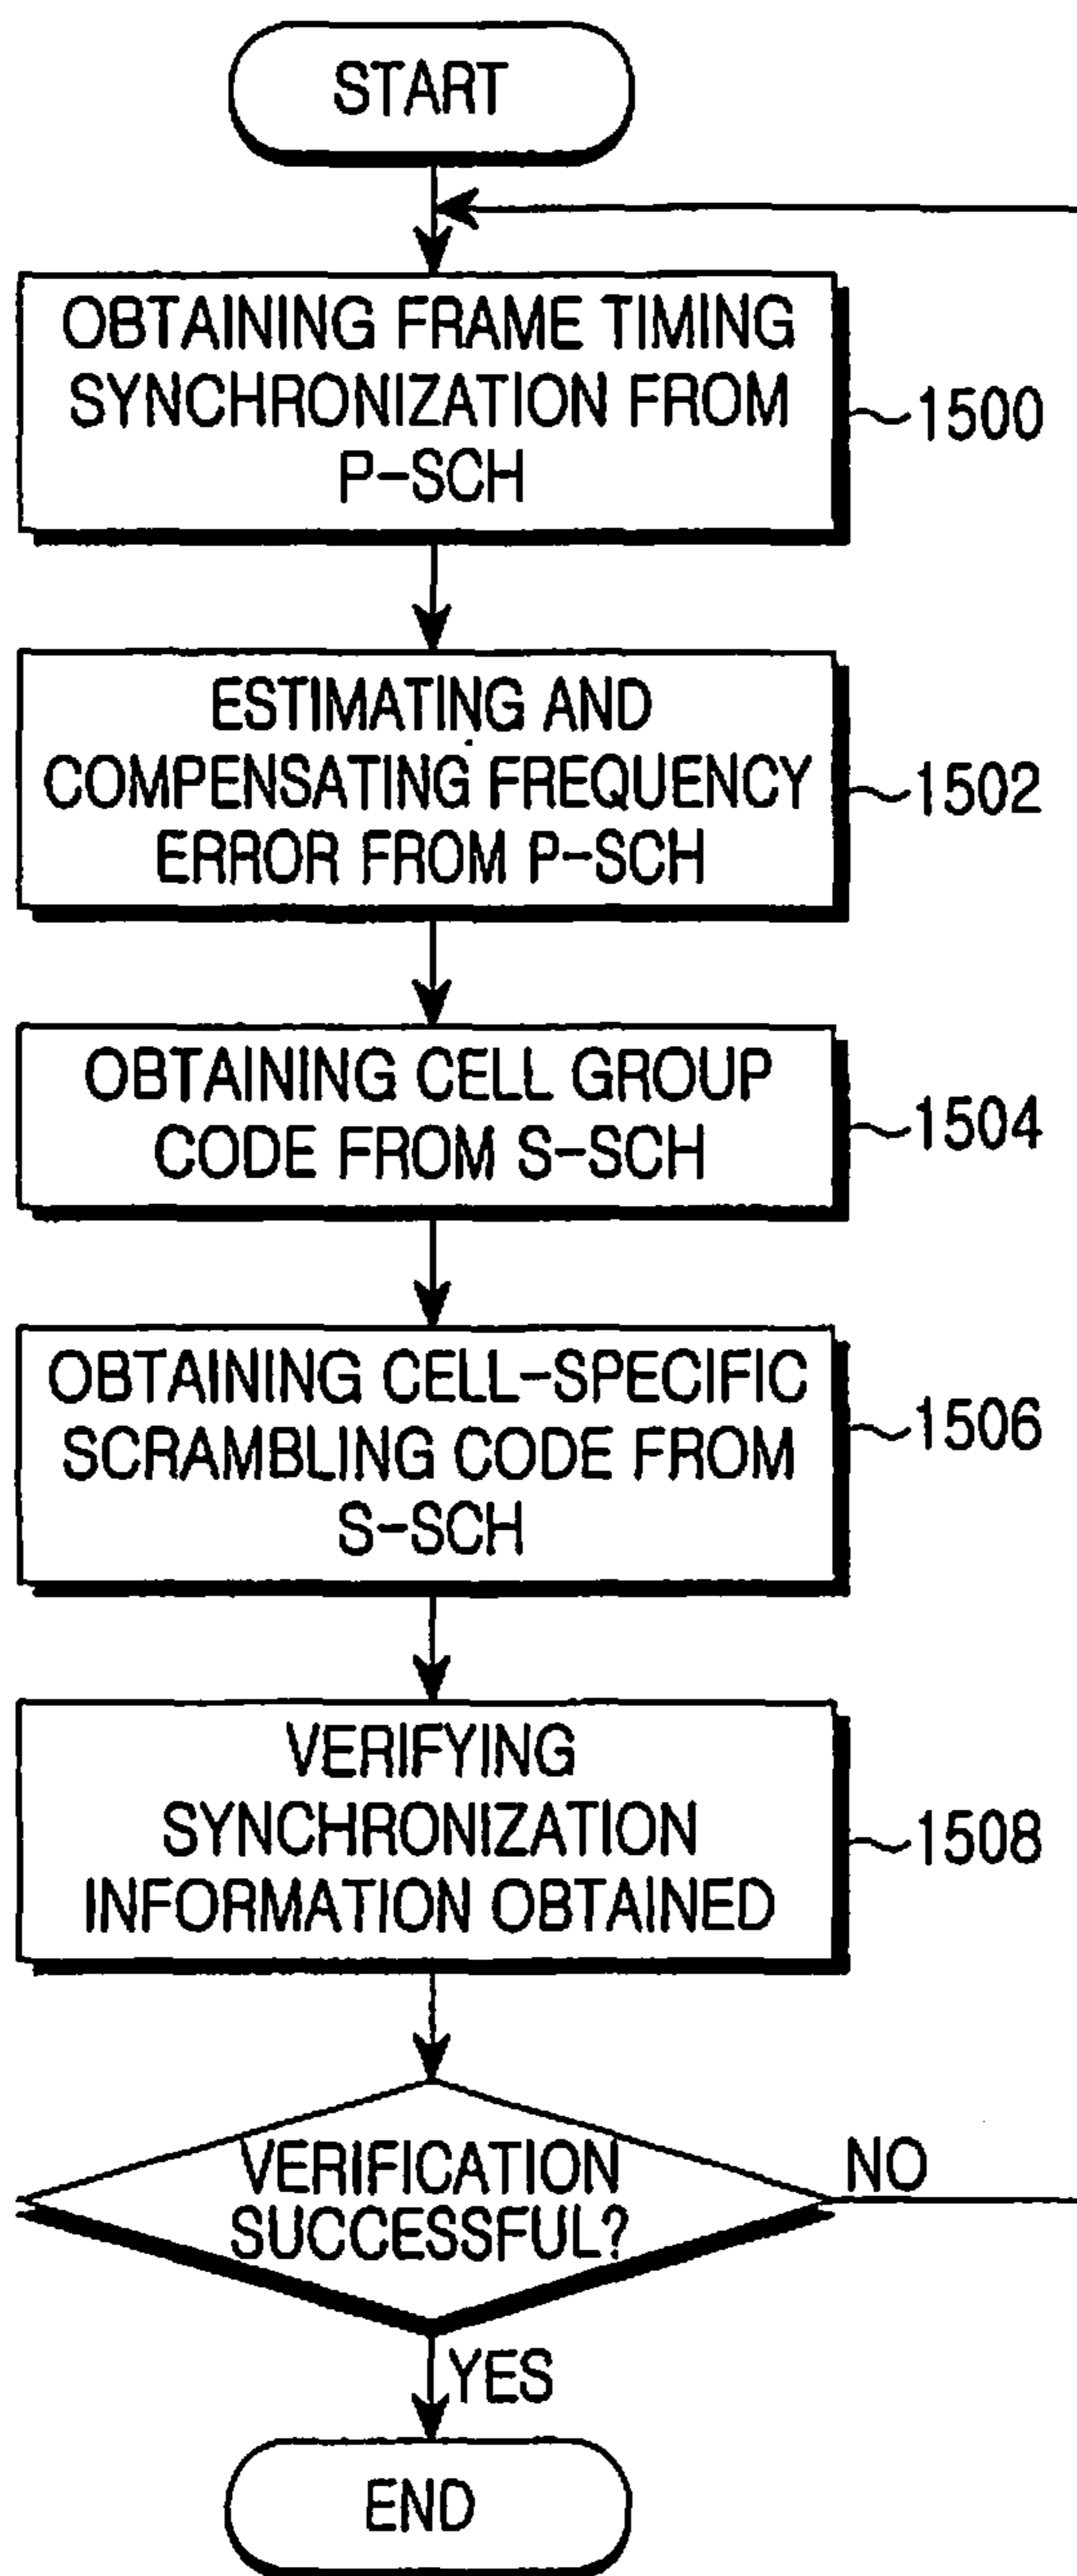 START
OBTAINING FRAME TIMING
SYNCHRONIZATION FROM
P-SCH
1500
ESTIMATING AND
COMPENSATING FREQUENCY
ERROR FROM P-SCH
1502
OBTAINING CELL GROUP
CODE FROM S-SCH
1504
OBTAINING CELL-SPECIFIC
SCRAMBLING CODE FROM
S-SCH
1506
VERIFYING
SYNCHRONIZATION
INFORMATION OBTAINED
1508
VERIFICATION
SUCCESSFUL?
NO
YES
END